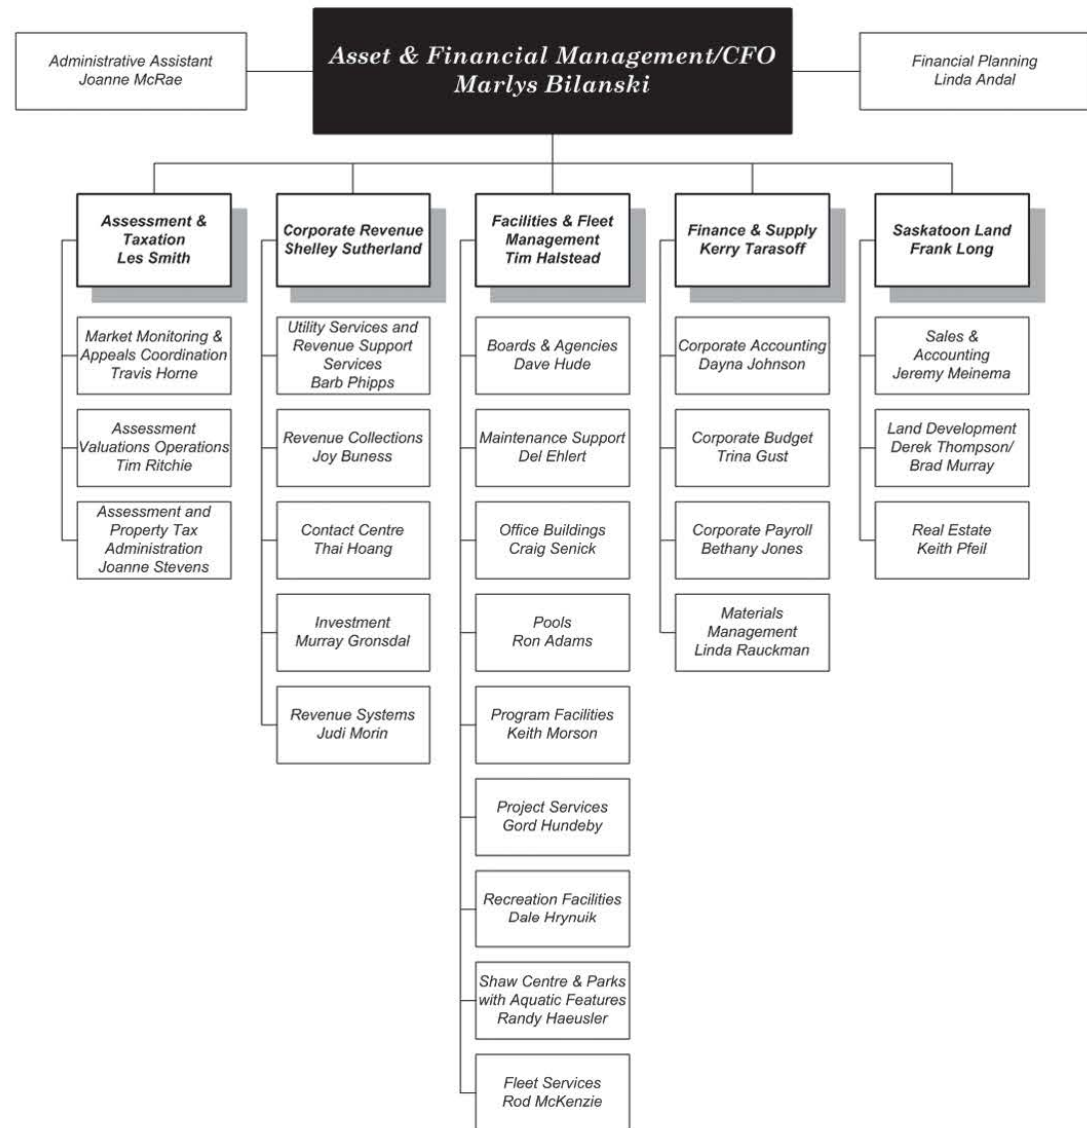 Administrative Assistant
Joanne McRae
Asset & Financial Management/CFO
Marlys Bilanski
Financial Planning
Linda Andal
Assessment &
Taxation
Les Smith
Market Monitoring &
Appeals Coordination
Travis Horne
Assessment
Valuations Operations
Tim Ritchie
Assessment and
Property Tax
Administration
Joanne Stevens
Corporate Revenue
Shelley Sutherland
Utility Services and
Revenue Support
Services
Barb Phipps
Revenue Collections
Joy Buness
Contact Centre
Thai Hoang
Investment
Murray Gronsdal
Revenue Systems
Judi Morin
Facilities & Fleet
Management
Tim Halstead
Boards & Agencies
Dave Hude
Maintenance Support
Del Ehlert
Office Buildings
Craig Senick
Pools
Ron Adams
Program Facilities
Keith Morson
Project Services
Gord Hundeby
Recreation Facilities
Dale Hrynuik
Shaw Centre & Parks
with Aquatic Features
Randy Haeusler
Fleet Services
Rod McKenzie
Finance & Supply
Kerry Tarasoff
Corporate Accounting
Dayna Johnson
Corporate Budget
Trina Gust
Corporate Payroll
Bethany Jones
Materials
Management
Linda Rauckman
Saskatoon Land
Frank Long
Sales &
Accounting
Jeremy Meinema
Land Development
Derek Thompson/
Brad Murray
Real Estate
Keith Pfeil